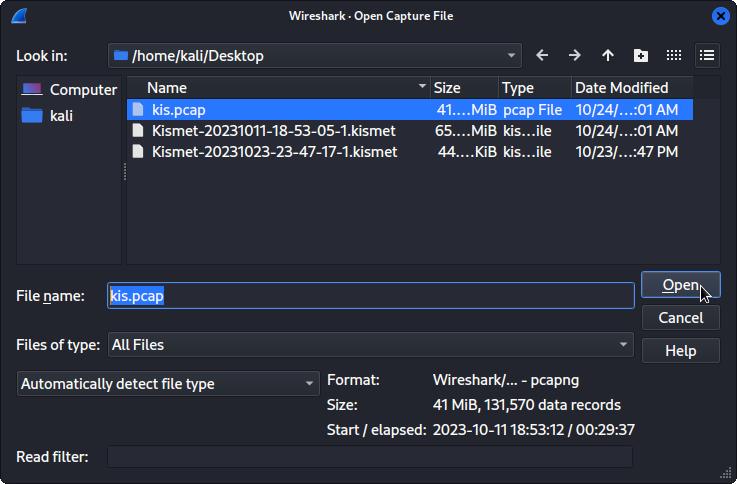 Wireshark · Open Capture File
Look in: /home/kali/Desktop
Computer
kali
Name Size Type Date Modified
kis.pcap 41....MiB pcap File 10/24/...:01 AM
Kismet-20231011-18-53-05-1.kismet 65....MiB kis...ile 10/24/...:01 AM
Kismet-20231023-23-47-17-1.kismet 44....KiB kis...ile 10/23/...:47 PM
File name: kis.pcap Open
Cancel
Files of type: All Files Help
Automatically detect file type Format: Wireshark/... - pcapng
Size: 41 MiB, 131,570 data records
Start / elapsed: 2023-10-11 18:53:12 / 00:29:37
Read filter: